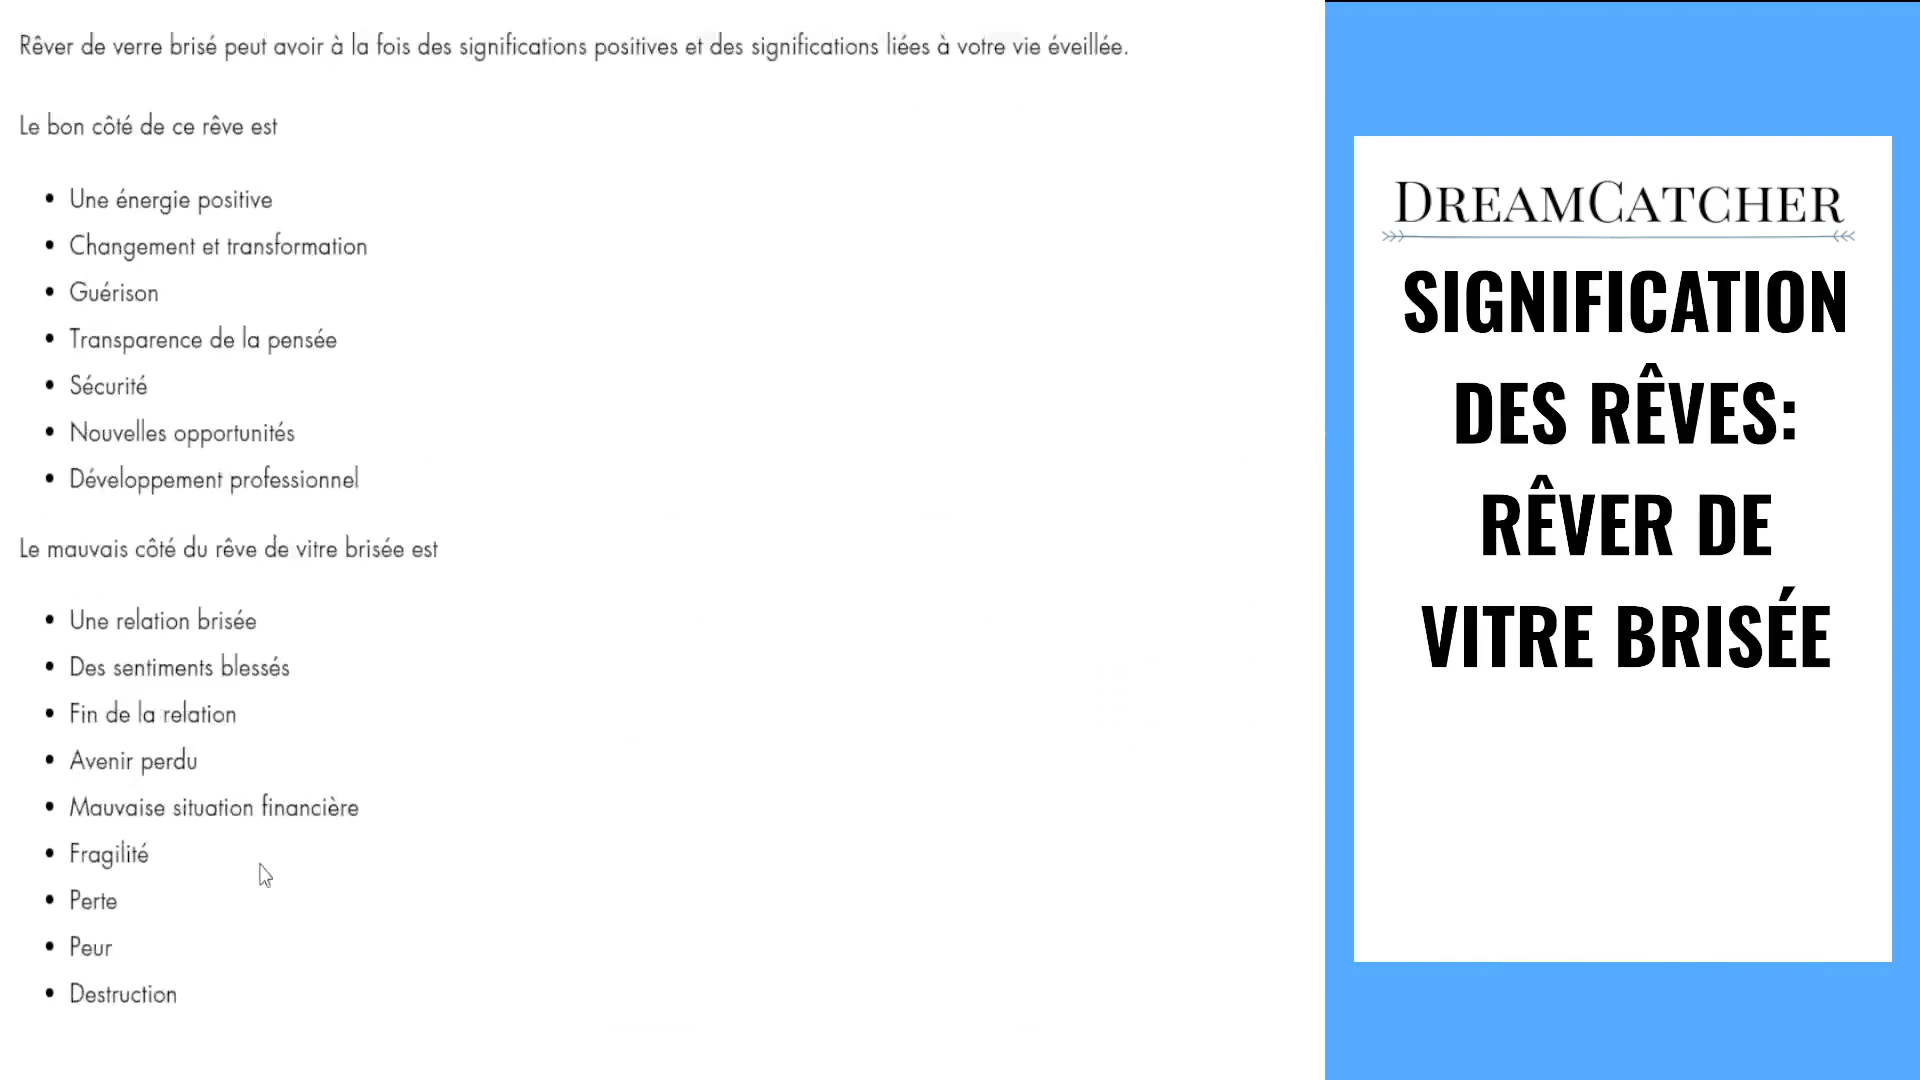 Rêver de verre brisé peut avoir à la fois des significations positives et des significations liées à votre vie éveillée.
Le bon côté de ce rêve est
• Une énergie positive
• Changement et transformation
• Guérison
• Transparence de la pensée
• Sécurité
• Nouvelles opportunités
• Développement professionnel
Le mauvais côté du rêve de vitre brisée est
• Une relation brisée
• Des sentiments blessés
• Fin de la relation
• Avenir perdu
• Mauvaise situation financière
• Fragilité
• Perte
• Peur
• Destruction
DREAMCATCHER
SIGNIFICATION
DES RÊVES:
RÊVER DE
VITRE BRISÉE